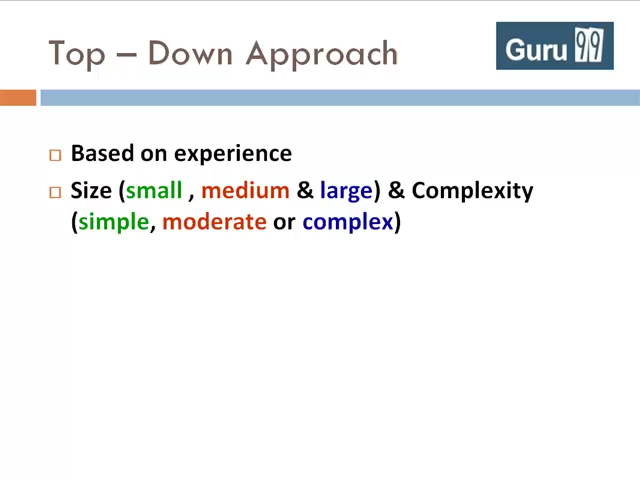 Top – Down Approach
Guru 99
Based on experience
Size (small , medium & large) & Complexity
(simple, moderate or complex)